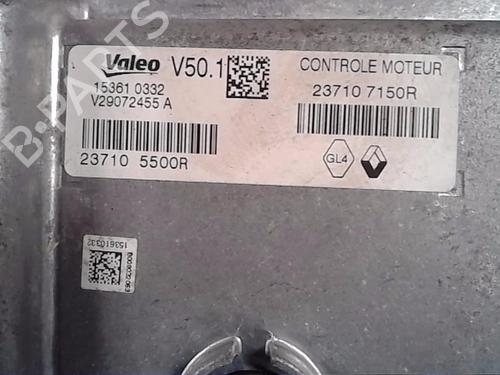 Valeo V50.1
CONTROLE MOTEUR
15361 0332
V29072455 A
23710 7150R
23710 5500R
GL4
153610332
B-PARTS